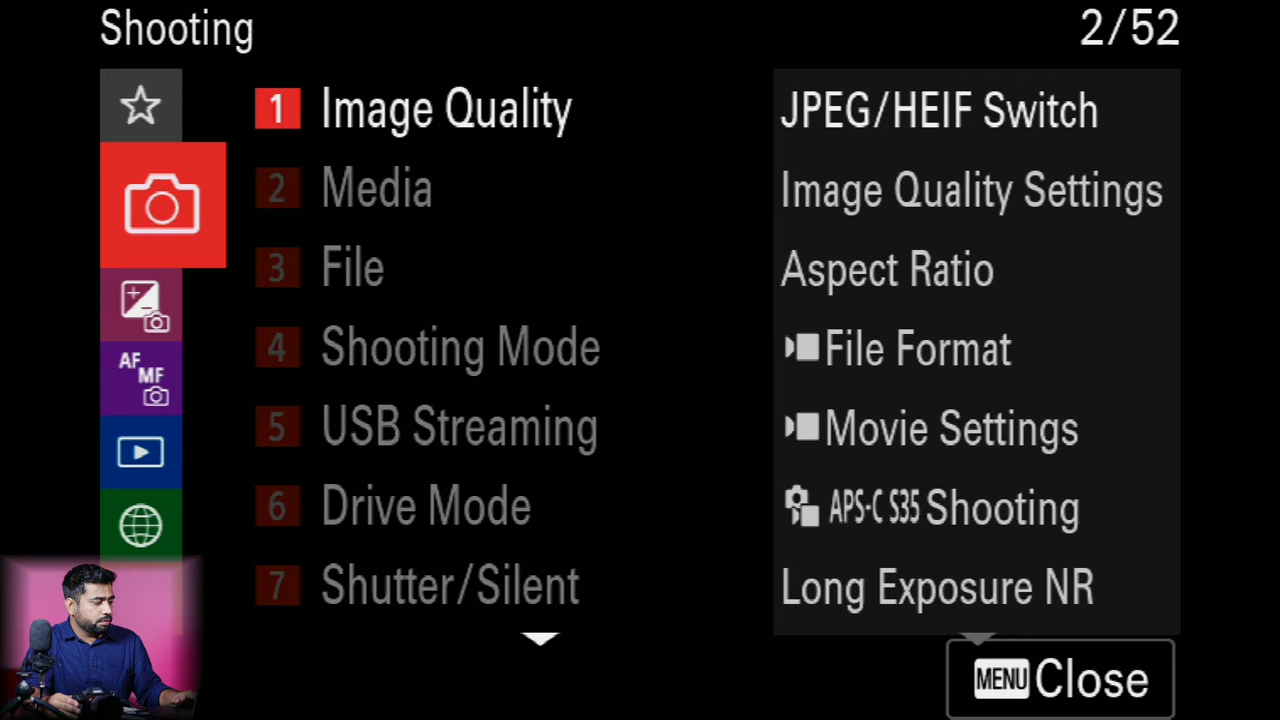 Shooting
2/52
1 Image Quality
2 Media
3 File
4 Shooting Mode
5 USB Streaming
6 Drive Mode
7 Shutter/Silent
AF
MF
JPEG/HEIF Switch
Image Quality Settings
Aspect Ratio
File Format
Movie Settings
APS-C S35 Shooting
Long Exposure NR
MENU Close